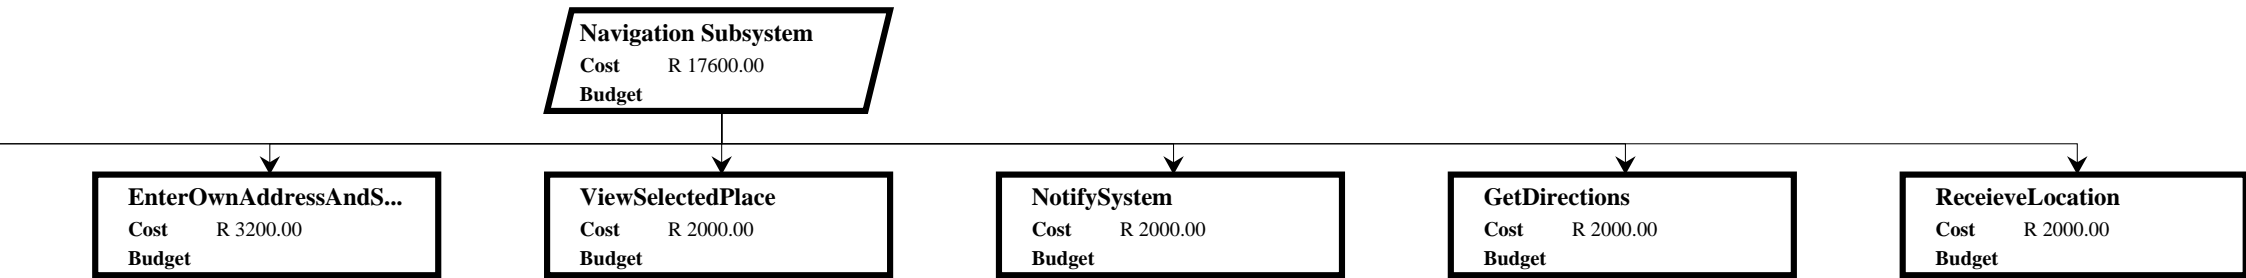 Navigation Subsystem
Cost R 17600.00
Budget
EnterOwnAddressAndS...
Cost R 3200.00
Budget
ViewSelectedPlace
Cost R 2000.00
Budget
NotifySystem
Cost R 2000.00
Budget
GetDirections
Cost R 2000.00
Budget
ReceieveLocation
Cost R 2000.00
Budget